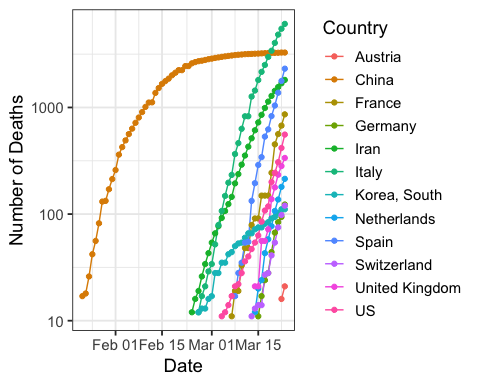 Country
Austria
China
France
Germany
Iran
Italy
Korea, South
Netherlands
Spain
Switzerland
United Kingdom
US
Number of Deaths
1000
100
10
Feb 01 Feb 15 Mar 01 Mar 15
Date